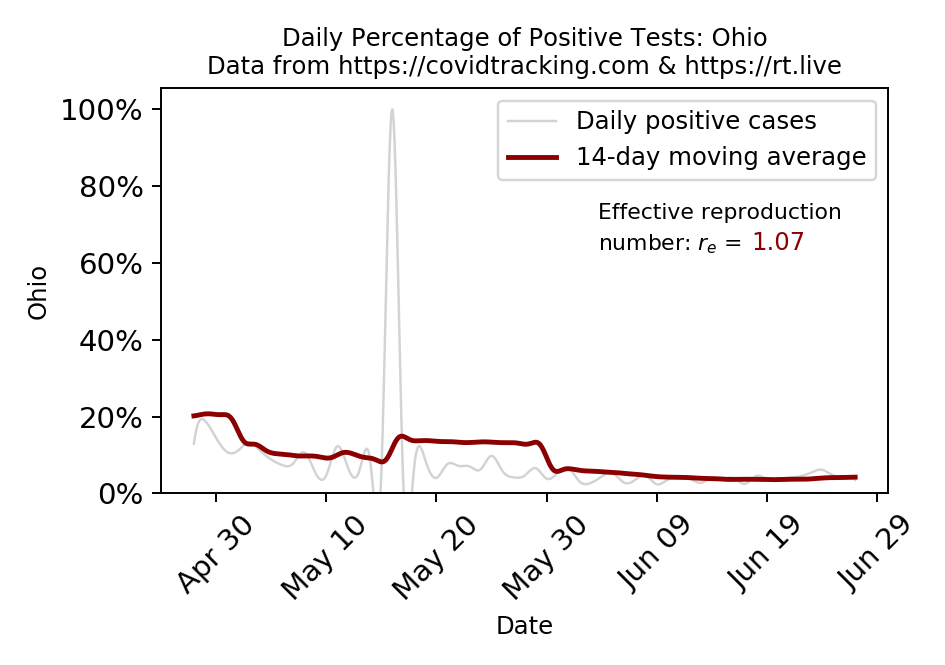 Daily Percentage of Positive Tests: Ohio
Data from https://covidtracking.com & https://rt.live
100%
80%
60%
40%
20%
0%
Ohio
Daily positive cases
14-day moving average
Effective reproduction
number: rₑ = 1.07
Apr 30
May 10
May 20
May 30
Jun 09
Jun 19
Jun 29
Date